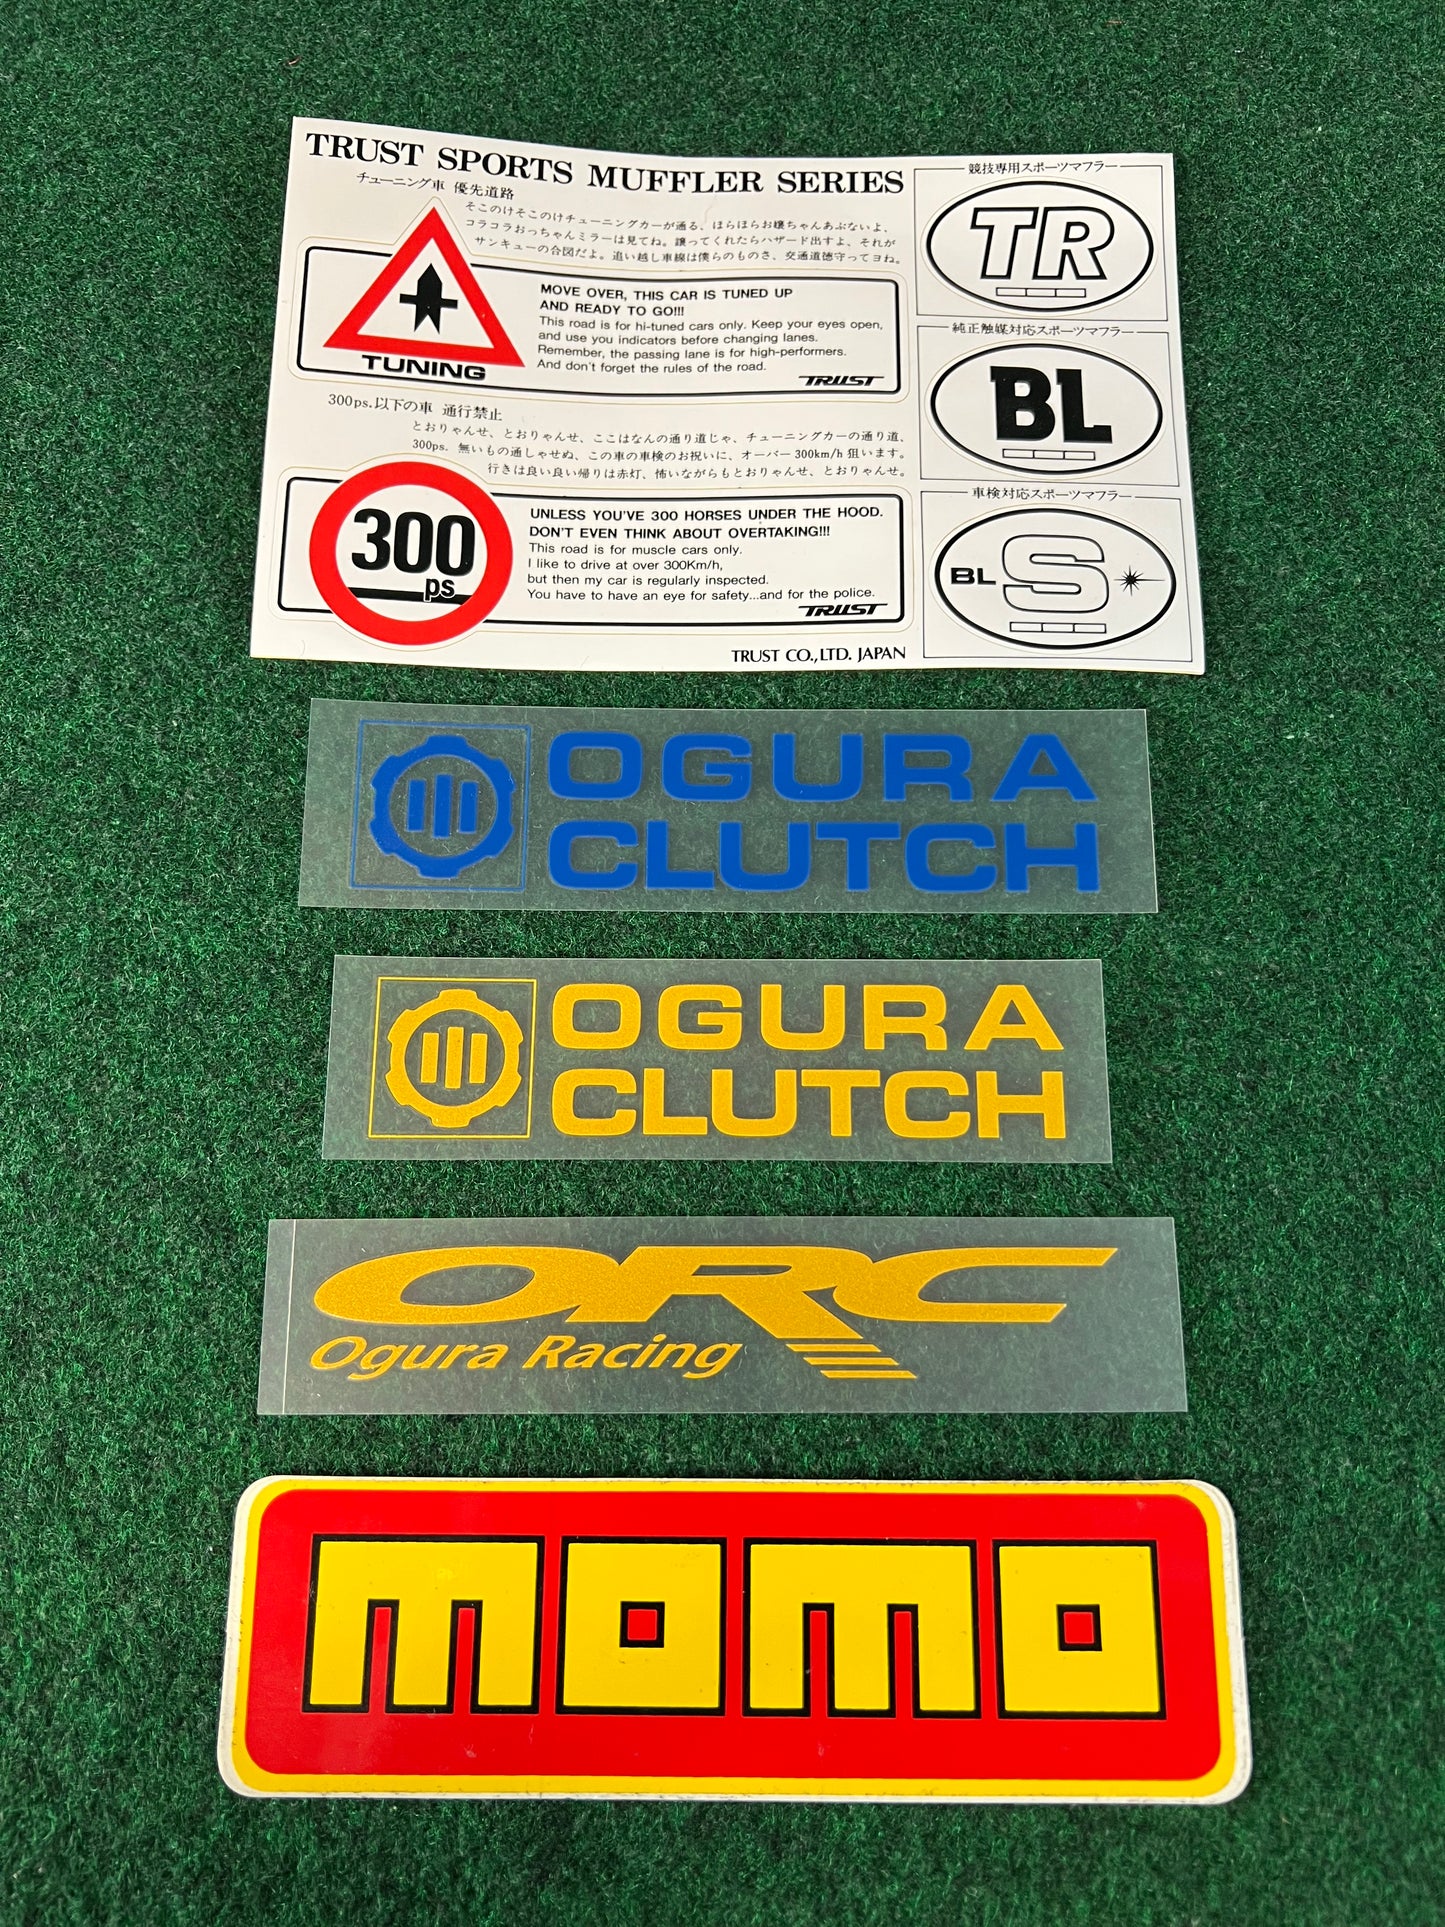 TRUST SPORTS MUFFLER SERIES
チューニング車 優先道路
そこのけそこのけチューニングカーが通る、ほらほらお嬢ちゃんあぶないよ、
コラコラおっちゃんミラーは見てね。譲ってくれたらハザード出すよ、それが
サンキューの合図だよ。追い越し車線は僕らのものさ、交通道徳守ってヨね。
TUNING
MOVE OVER, THIS CAR IS TUNED UP
AND READY TO GO!!!
This road is for hi-tuned cars only. Keep your eyes open,
and use you indicators before changing lanes.
Remember, the passing lane is for high-performers.
And don't forget the rules of the road.
TRUST
300ps.以下の車 通行禁止
とおりゃんせ、とおりゃんせ、ここはなんの通り道じゃ、チューニングカーの通り道、
300ps. 無いもの通しゃせぬ、この車の車検のお祝いに、オーバー300km/h 狙います。
行きは良い良い帰りは赤灯、怖いながらもとおりゃんせ、とおりゃんせ。
300
ps
UNLESS YOU'VE 300 HORSES UNDER THE HOOD.
DON'T EVEN THINK ABOUT OVERTAKING!!!
This road is for muscle cars only.
I like to drive at over 300Km/h,
but then my car is regularly inspected.
You have to have an eye for safety...and for the police.
TRUST
TRUST CO.,LTD. JAPAN
競技専用スポーツマフラー
TR
純正触媒対応スポーツマフラー
BL
車検対応スポーツマフラー
BL S
OGURA
CLUTCH
OGURA
CLUTCH
ORC
Ogura Racing
momo